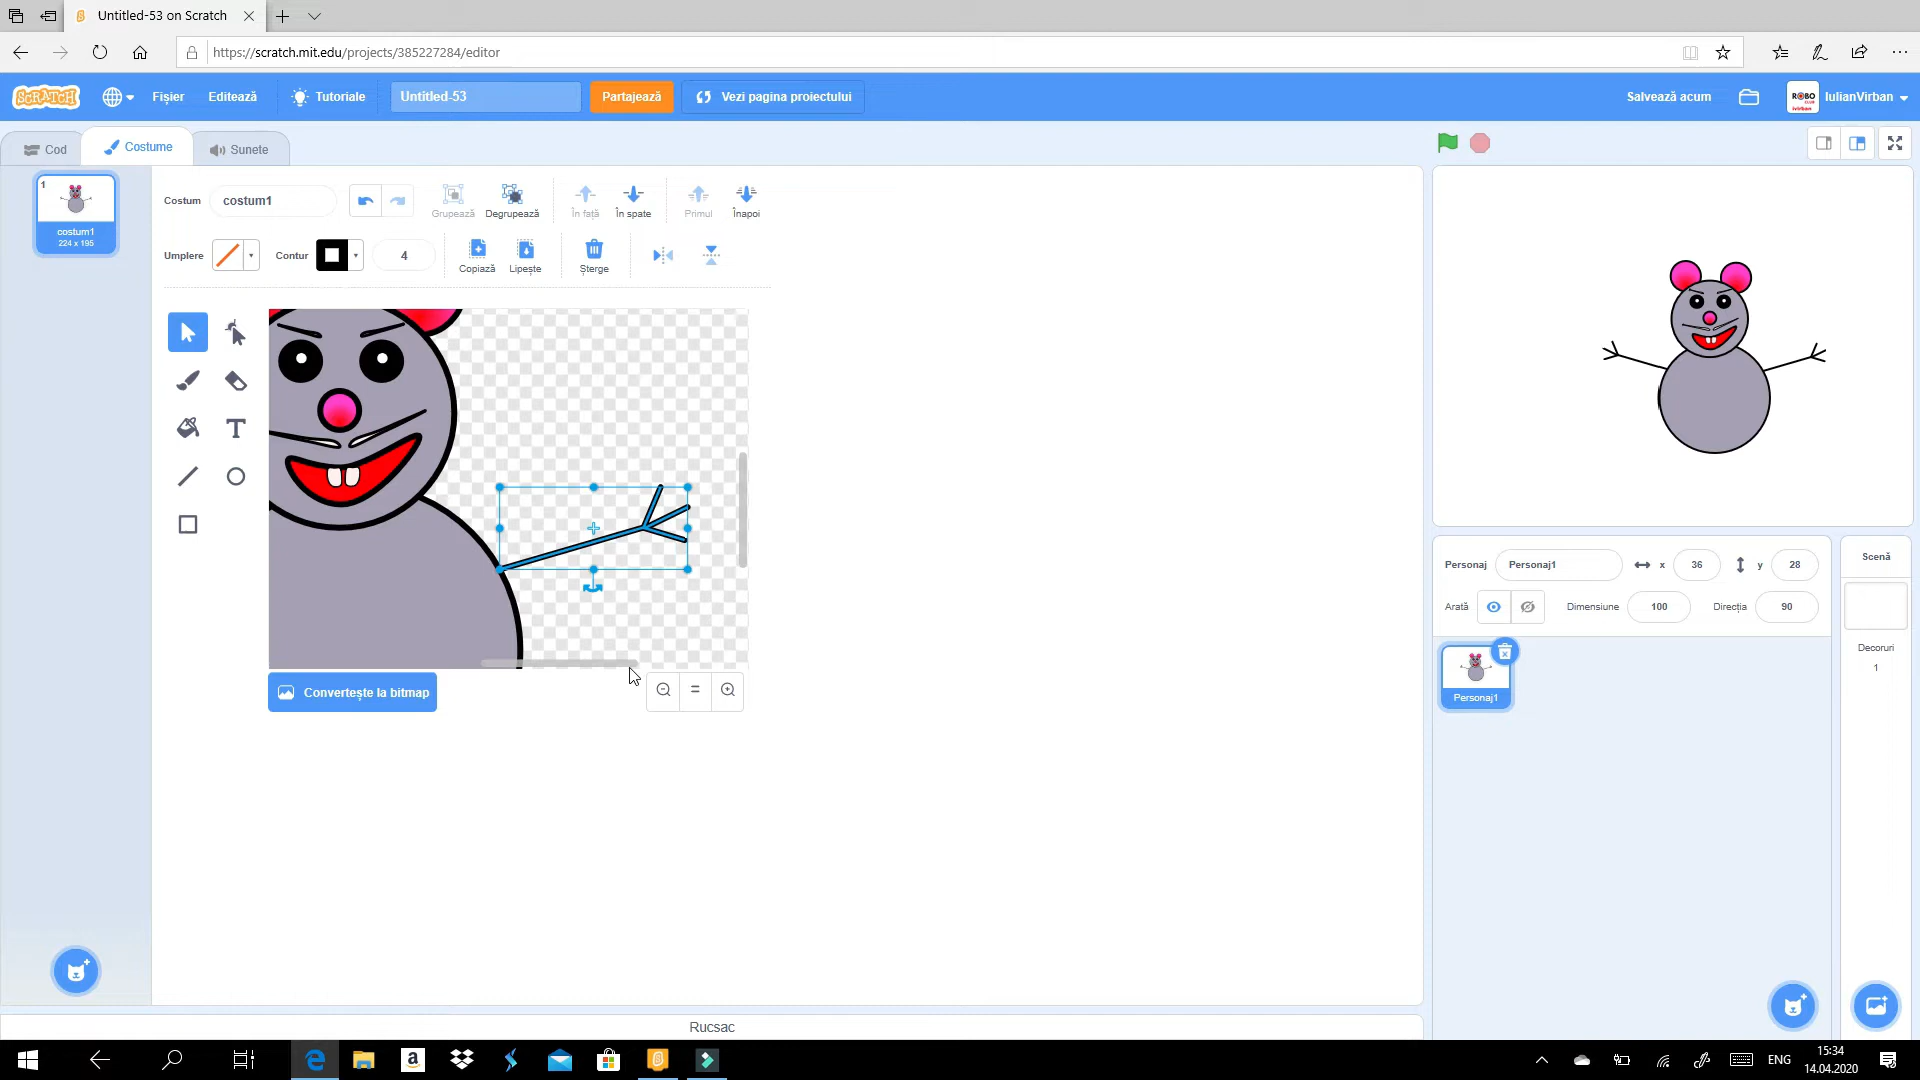 Untitled-53 on Scratch
https://scratch.mit.edu/projects/385227284/editor
SCRATCH
Fișier
Editează
Tutoriale
Untitled-53
Partajează
Vezi pagina proiectului
Salvează acum
ROBO
IulianVirban
Cod
Costume
Sunete
1
costum1
224 x 195
Costum
costum1
Grupează
Degrupează
În față
În spate
Primul
Înapoi
Umplere
Contur
4
Copiază
Lipește
Șterge
Convertește la bitmap
Personaj
Personaj1
x
36
y
28
Arată
Dimensiune
100
Direcția
90
Personaj1
Scenă
Decoruri
1
Rucsac
ENG
15:34
14.04.2020